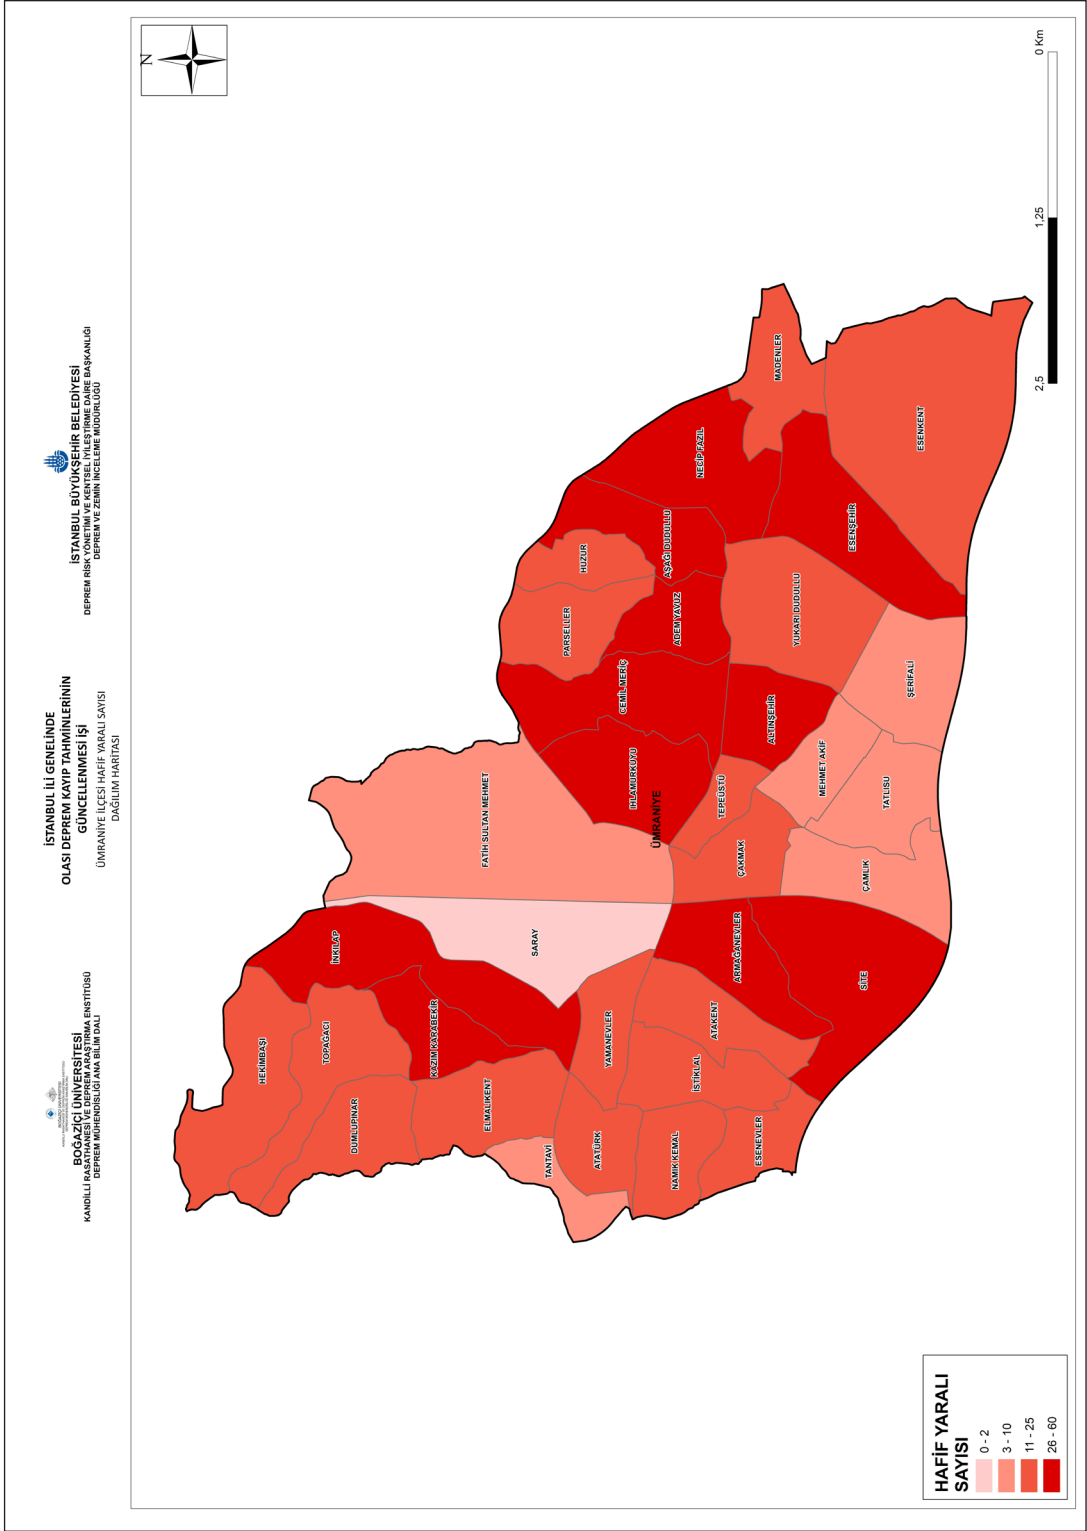 BOĞAZİÇİ ÜNİVERSİTESİ
KANDİLLİ RASATHANESİ VE DEPREM ARAŞTIRMA ENSTİTÜSÜ
DEPREM MÜHENDİSLİĞİ ANA BİLİM DALI
İSTANBUL İLİ GENELİNDE
OLASI DEPREM KAYIP TAHMİNLERİNİN
GÜNCELLENMESİ İŞİ
ÜMRANİYE İLÇESİ HAFİF YARALI SAYISI
DAĞILIM HARİTASI
İSTANBUL BÜYÜKŞEHİR BELEDİYESİ
DEPREM RİSK YÖNETİMİ VE KENTSEL İYİLEŞTİRME DAİRE BAŞKANLIĞI
DEPREM VE ZEMİN İNCELEME MÜDÜRLÜĞÜ
N
HEKİMBAŞI
TOPAĞACI
İNKILAP
DUMLUPINAR
KAZIM KARABEKİR
ELMALIKENT
FATİH SULTAN MEHMET
SARAY
TANTAVİ
PARSELLER
HUZUR
ATATÜRK
YAMANEVLER
CEMİL MERİÇ
IHLAMURKUYU
ÜMRANİYE
AŞAĞI DUDULLU
ADEM YAVUZ
NAMIK KEMAL
İSTİKLAL
NECİP FAZIL
ATAKENT
TEPEÜSTÜ
ARMAĞANEVLER
ÇAKMAK
ESENEVLER
ALTINŞEHİR
MADENLER
YUKARI DUDULLU
MEHMET AKİF
ESENŞEHİR
SİTE
ÇAMLIK
TATLISU
ŞERİFALİ
ESENKENT
HAFİF YARALI
SAYISI
0 - 2
3 - 10
11 - 25
26 - 60
2,5
1,25
0 Km